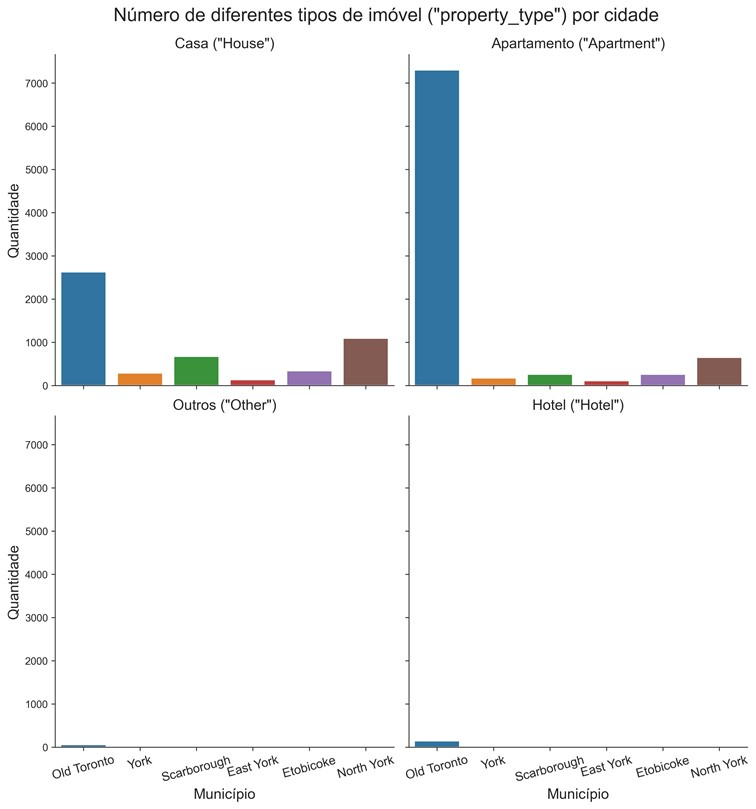 Número de diferentes tipos de imóvel ("property_type") por cidade
Casa ("House")
Apartamento ("Apartment")
Quantidade
7000
6000
5000
4000
3000
2000
1000
0
Outros ("Other")
Hotel ("Hotel")
Quantidade
7000
6000
5000
4000
3000
2000
1000
0
Old Toronto York Scarborough East York Etobicoke North York
Município
Old Toronto York Scarborough East York Etobicoke North York
Município